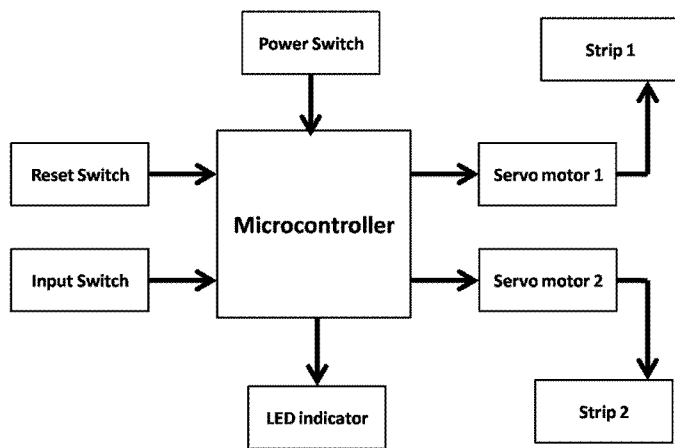 Power Switch
Strip 1
Reset Switch
Servo motor 1
Microcontroller
Input Switch
Servo motor 2
LED indicator
Strip 2